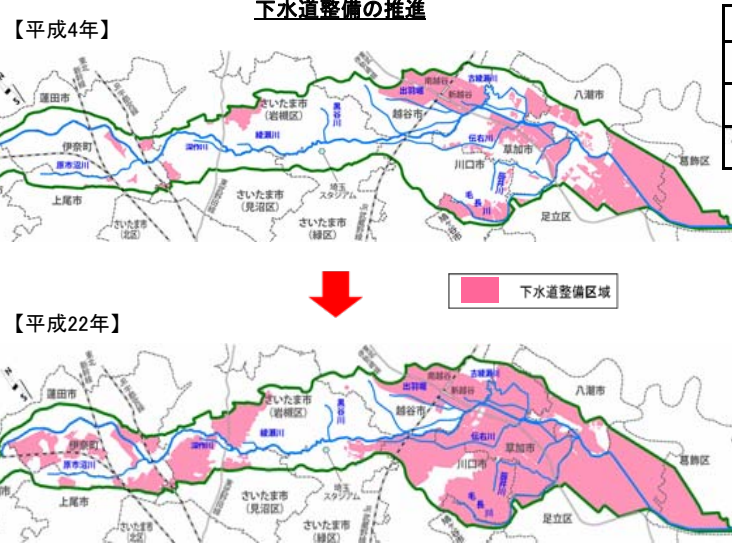 下水道整備の推進
【平成4年】
蓮田市
伊奈町
原市沼川
上尾市
さいたま市
(北区)
深作川
綾瀬川
さいたま市
(岩槻区)
黒谷川
さいたま市
(見沼区)
さいたま市
(緑区)
埼玉
スタジアム
出羽堀
南越谷
新越谷
古綾瀬川
越谷市
伝右川
草加市
川口市
毛長川
八潮市
足立区
葛飾区
下水道整備区域
【平成22年】
蓮田市
伊奈町
原市沼川
上尾市
さいたま市
(北区)
深作川
綾瀬川
さいたま市
(岩槻区)
黒谷川
さいたま市
(見沼区)
さいたま市
(緑区)
埼玉
スタジアム
出羽堀
南越谷
新越谷
古綾瀬川
越谷市
伝右川
草加市
川口市
毛長川
八潮市
足立区
葛飾区